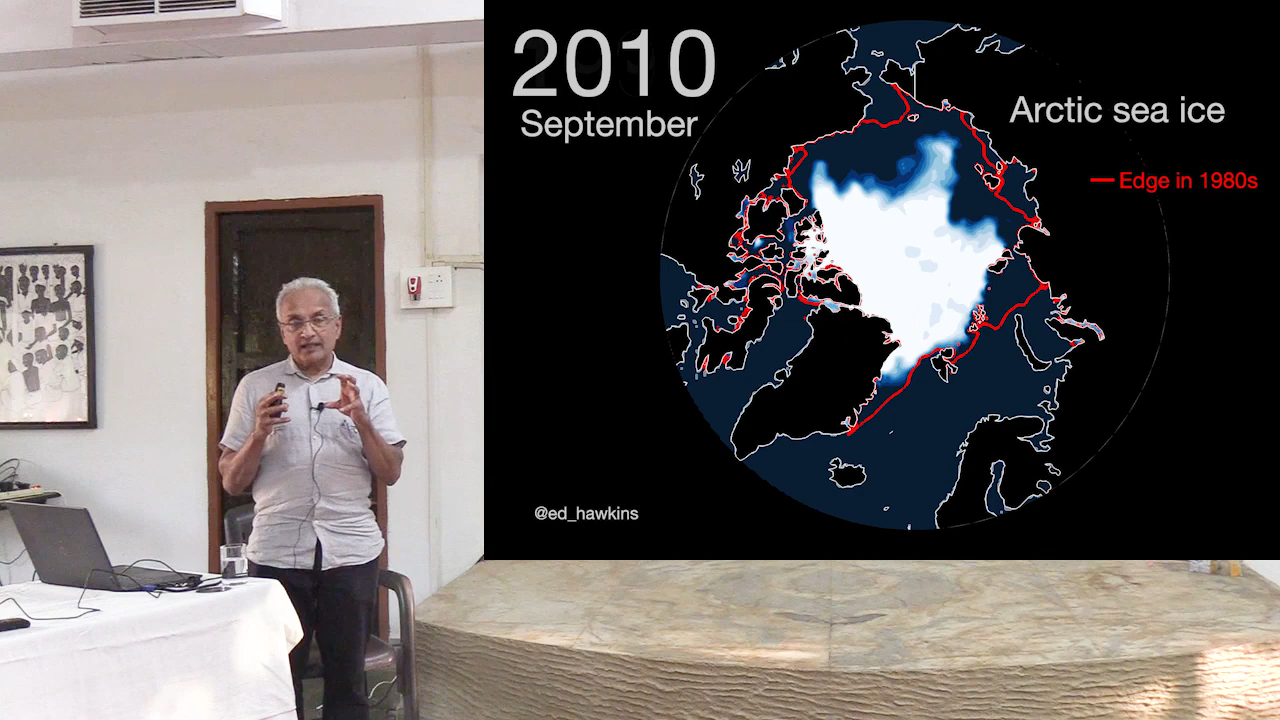 2010
September
Arctic sea ice
Edge in 1980s
@ed_hawkins